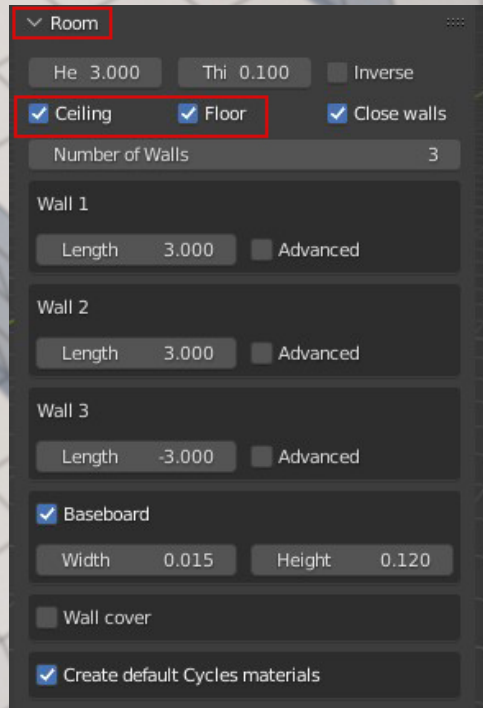 Room
He 3.000 Thi 0.100 Inverse
Ceiling Floor Close walls
Number of Walls 3
Wall 1
Length 3.000 Advanced
Wall 2
Length 3.000 Advanced
Wall 3
Length -3.000 Advanced
Baseboard
Width 0.015 Height 0.120
Wall cover
Create default Cycles materials